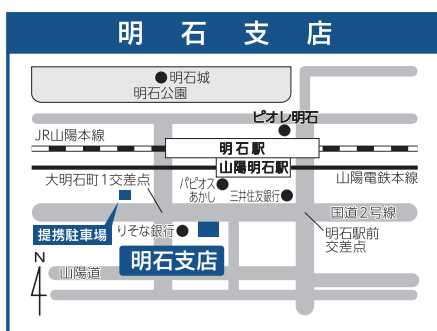 明石支店
明石城
明石公園
ピオレ明石
JR山陽本線
明石駅
山陽明石駅
大明石町1交差点
パピオス
あかし
三井住友銀行
山陽電鉄本線
国道2号線
提携駐車場
りそな銀行
明石駅前
交差点
明石支店
N
山陽道